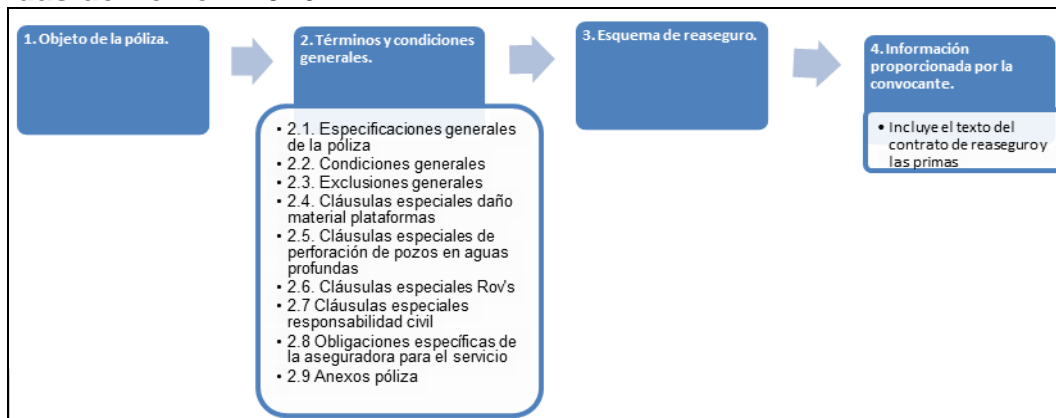 1. Objeto de la póliza.
2. Términos y condiciones
generales.
• 2.1. Especificaciones generales
de la póliza
• 2.2. Condiciones generales
• 2.3. Exclusiones generales
• 2.4. Cláusulas especiales daño
material plataformas
• 2.5. Cláusulas especiales de
perforación de pozos en aguas
profundas
• 2.6. Cláusulas especiales Rov's
• 2.7 Cláusulas especiales
responsabilidad civil
• 2.8 Obligaciones específicas de
la aseguradora para el servicio
• 2.9 Anexos póliza
3. Esquema de reaseguro.
4. Información
proporcionada por la
convocante.
• Incluye el texto del
contrato de reaseguro y
las primas